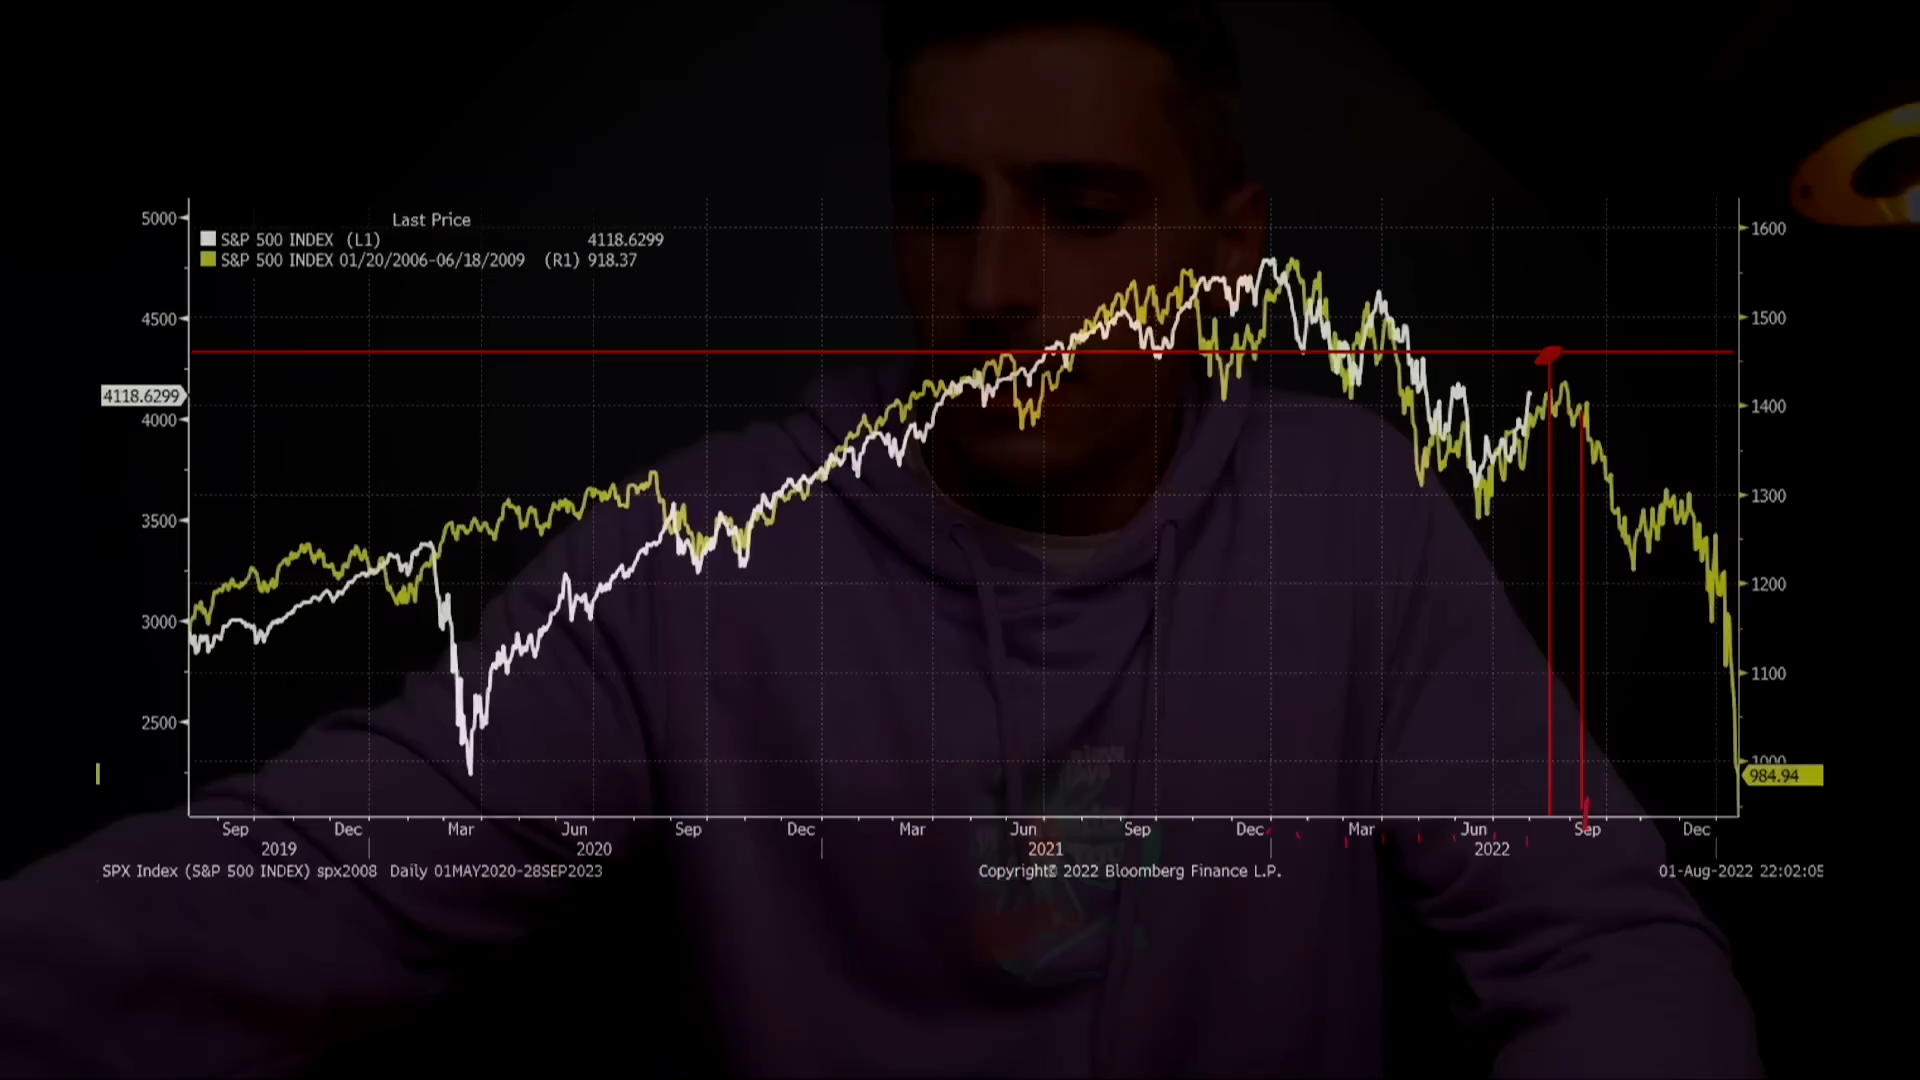 Last Price
S&P 500 INDEX (L1) 4118.6299
S&P 500 INDEX 01/20/2006-06/18/2009 (R1) 918.37
5000
4500
4118.6299
4000
3500
3000
2500
1600
1500
1400
1300
1200
1100
1000
984.94
Sep Dec Mar Jun Sep Dec Mar Jun Sep Dec Mar Jun Sep Dec
2019 2020 2021 2022
SPX Index (S&P 500 INDEX) spx2008 Daily 01MAY2020-28SEP2023 Copyright© 2022 Bloomberg Finance L.P. 01-Aug-2022 22:02:05